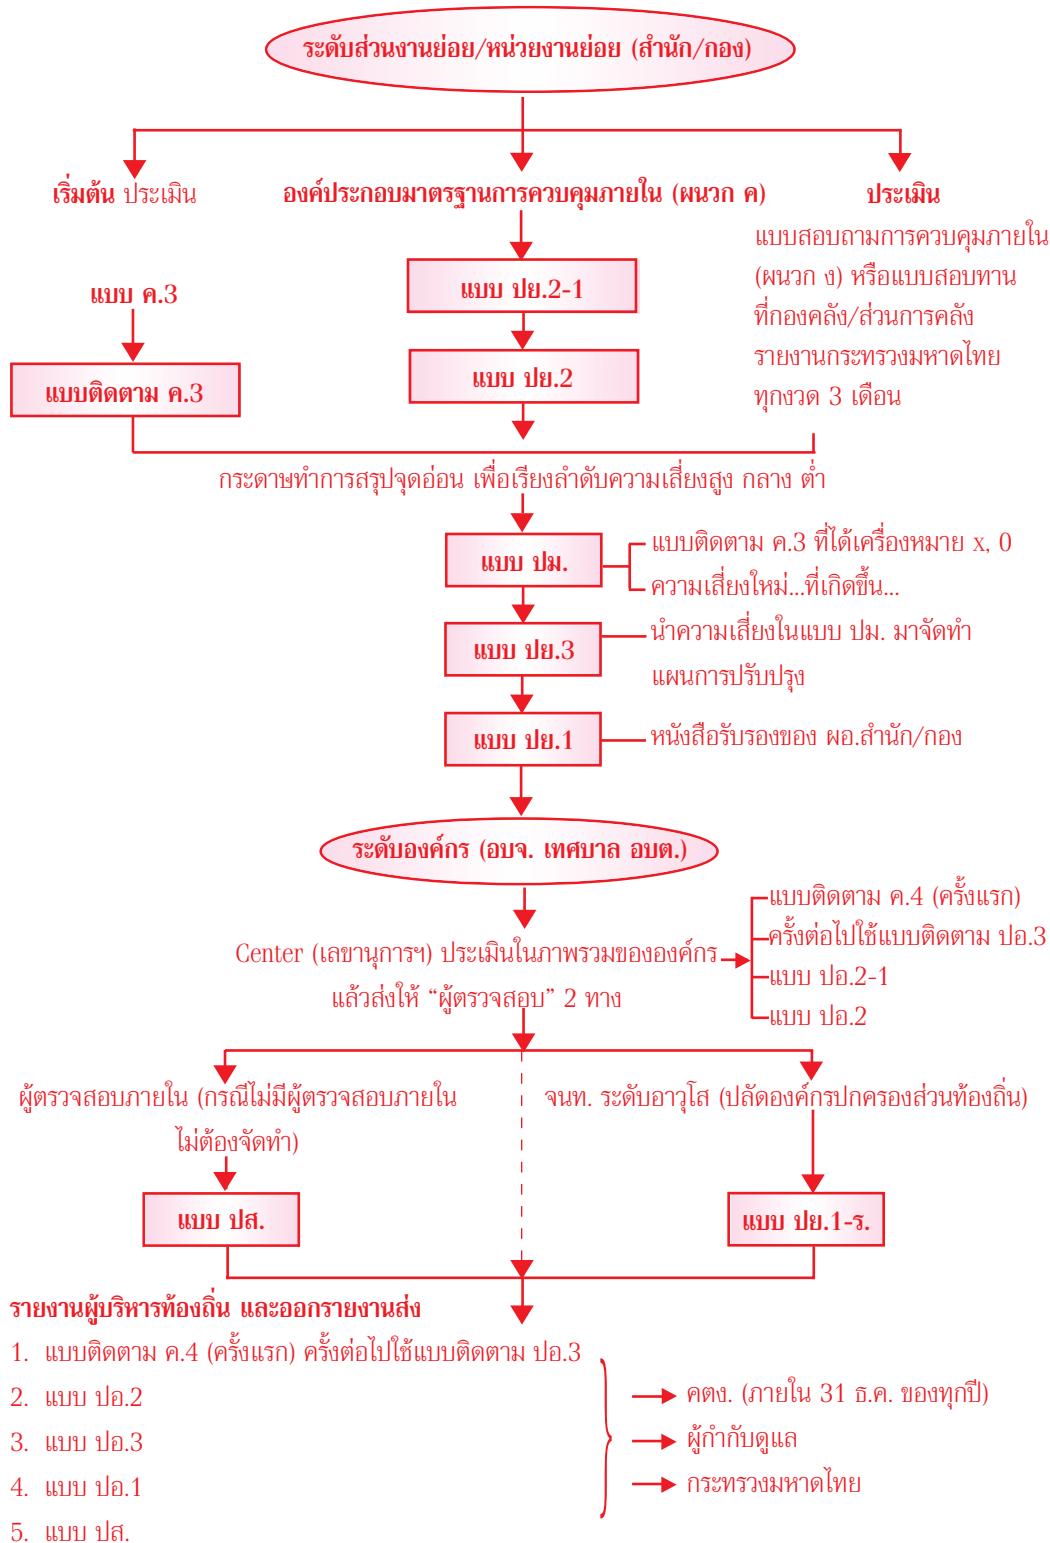 ระดับส่วนงานย่อย/หน่วยงานย่อย (สำนัก/กอง)
เริ่มต้น ประเมิน
องค์ประกอบมาตรฐานการควบคุมภายใน (ผนวก ค)
ประเมิน
แบบสอบถามการควบคุมภายใน
(ผนวก ง) หรือแบบสอบทาน
ที่กองคลัง/ส่วนการคลัง
รายงานกระทรวงมหาดไทย
ทุกงวด 3 เดือน
แบบ ค.3
แบบติดตาม ค.3
แบบ ปย.2-1
แบบ ปย.2
กระดาษทำการสรุปจุดอ่อน เพื่อเรียงลำดับความเสี่ยงสูง กลาง ต่ำ
แบบ ปม.
แบบติดตาม ค.3 ที่ได้เครื่องหมาย x, 0
ความเสี่ยงใหม่...ที่เกิดขึ้น...
แบบ ปย.3
นำความเสี่ยงในแบบ ปม. มาจัดทำ
แผนการปรับปรุง
แบบ ปย.1
หนังสือรับรองของ ผอ.สำนัก/กอง
ระดับองค์กร (อบจ. เทศบาล อบต.)
Center (เลขานุการฯ) ประเมินในภาพรวมขององค์กร
แล้วส่งให้ “ผู้ตรวจสอบ” 2 ทาง
แบบติดตาม ค.4 (ครั้งแรก)
ครั้งต่อไปใช้แบบติดตาม ปอ.3
แบบ ปอ.2-1
แบบ ปอ.2
ผู้ตรวจสอบภายใน (กรณีไม่มีผู้ตรวจสอบภายใน
ไม่ต้องจัดทำ)
จนท. ระดับอาวุโส (ปลัดองค์กรปกครองส่วนท้องถิ่น)
แบบ ปส.
แบบ ปย.1-ร.
รายงานผู้บริหารท้องถิ่น และออกรายงานส่ง
1. แบบติดตาม ค.4 (ครั้งแรก) ครั้งต่อไปใช้แบบติดตาม ปอ.3
2. แบบ ปอ.2
3. แบบ ปอ.3
4. แบบ ปอ.1
5. แบบ ปส.
คตง. (ภายใน 31 ธ.ค. ของทุกปี)
ผู้กำกับดูแล
กระทรวงมหาดไทย